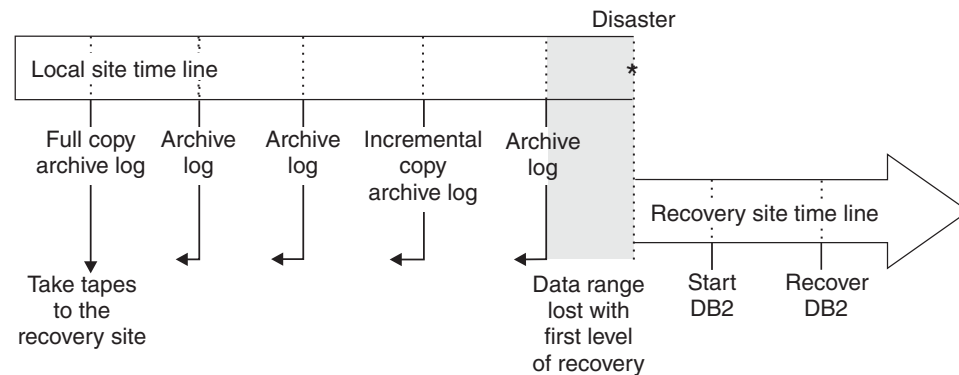 Disaster
*
Local site time line
Full copy
archive log
Archive
log
Archive
log
Incremental
copy
archive log
Archive
log
Recovery site time line
Take tapes
to the
recovery site
Data range
lost with
first level
of recovery
Start
DB2
Recover
DB2